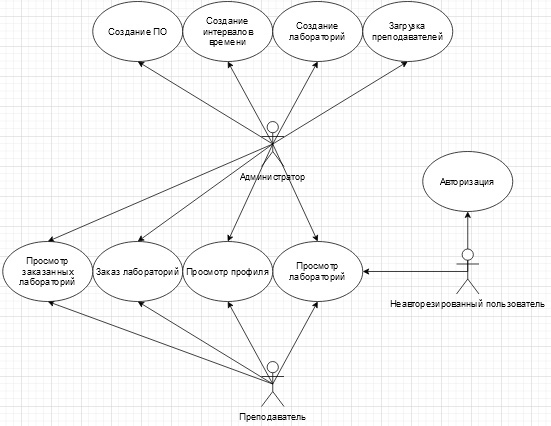 Создание ПО
Создание
интервалов
времени
Создание
лабораторий
Загрузка
преподавателей
Администратор
Авторизация
Просмотр
заказанных
лабораторий
Заказ лабораторий
Просмотр профиля
Просмотр
лабораторий
Неавторезированный пользователь
Преподаватель